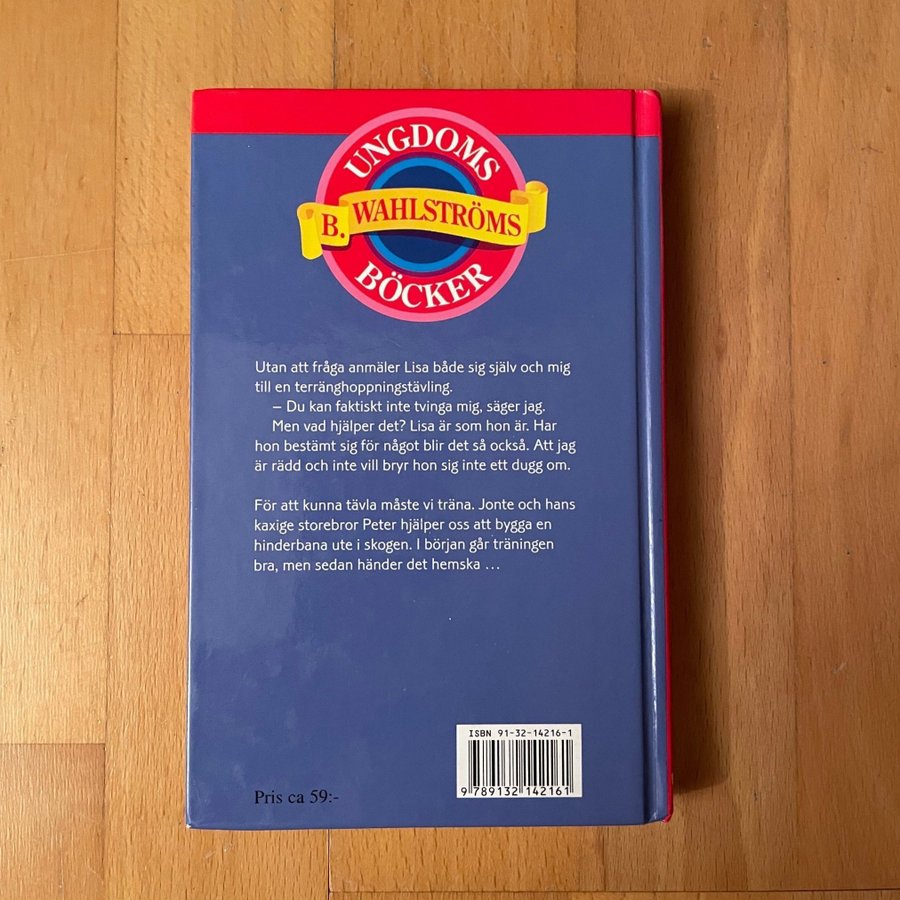 UNGDOMS
B. WAHLSTRÖMS
BÖCKER
Utan att fråga anmäler Lisa både sig själv och mig
till en terränghoppningstävling.
– Du kan faktiskt inte tvinga mig, säger jag.
Men vad hjälper det? Lisa är som hon är. Har
hon bestämt sig för något blir det så också. Att jag
är rädd och inte vill bryr hon sig inte ett dugg om.
För att kunna tävla måste vi träna. Jonte och hans
kaxige storebror Peter hjälper oss att bygga en
hinderbana ute i skogen. I början går träningen
bra, men sedan händer det hemska …
ISBN 91-32-14216-1
9 789132 142161
Pris ca 59:-